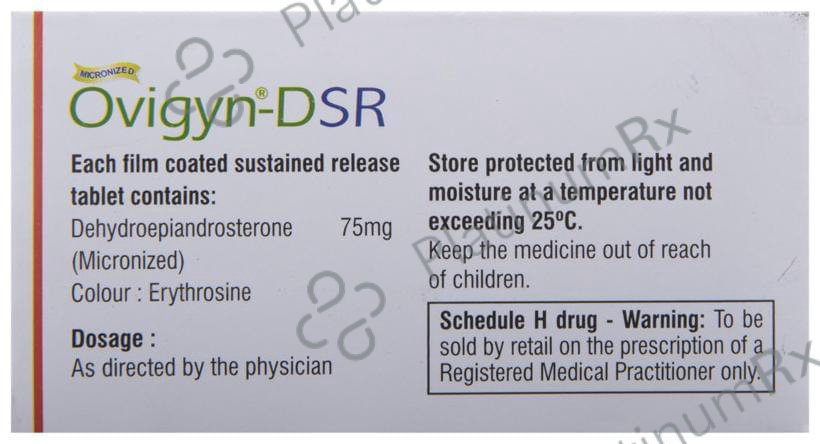 MICRONIZED
Ovigyn®-DSR
Each film coated sustained release
tablet contains:
Dehydroepiandrosterone 75mg
(Micronized)
Colour : Erythrosine
Dosage :
As directed by the physician
Store protected from light and
moisture at a temperature not
exceeding 25ºC.
Keep the medicine out of reach
of children.
Schedule H drug - Warning: To be
sold by retail on the prescription of a
Registered Medical Practitioner only.
PlatinumRx
PlatinumRx